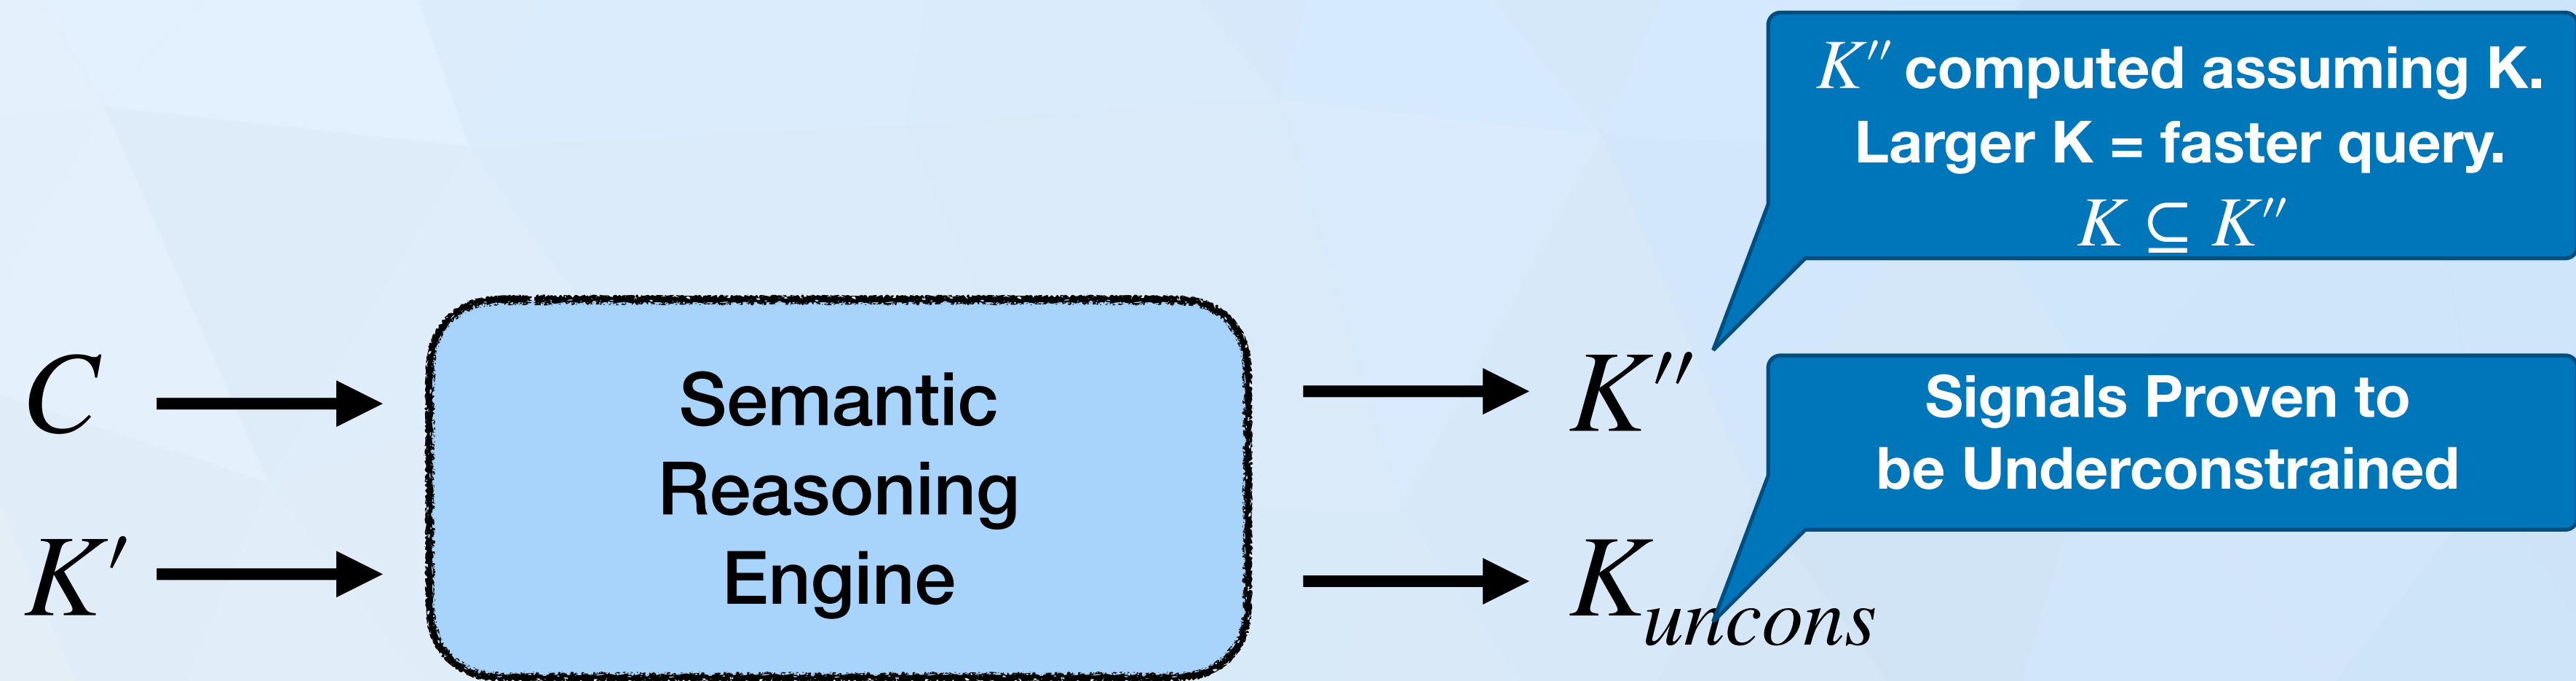 K″ computed assuming K.
Larger K = faster query.
K ⊆ K″
C
K′
Semantic
Reasoning
Engine
K″
Signals Proven to
be Underconstrained
K_uncons